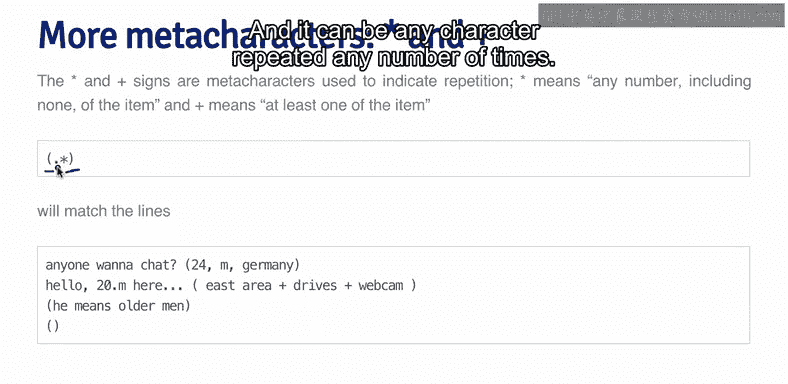 More metacharacters: * and +
And it can be any character
repeated any number of times.
The * and + signs are metacharacters used to indicate repetition; * means “any number, including
none, of the item” and + means “at least one of the item”
(.*)
will match the lines
anyone wanna chat? (24, m, germany)
hello, 20.m here... ( east area + drives + webcam )
(he means older men)
()